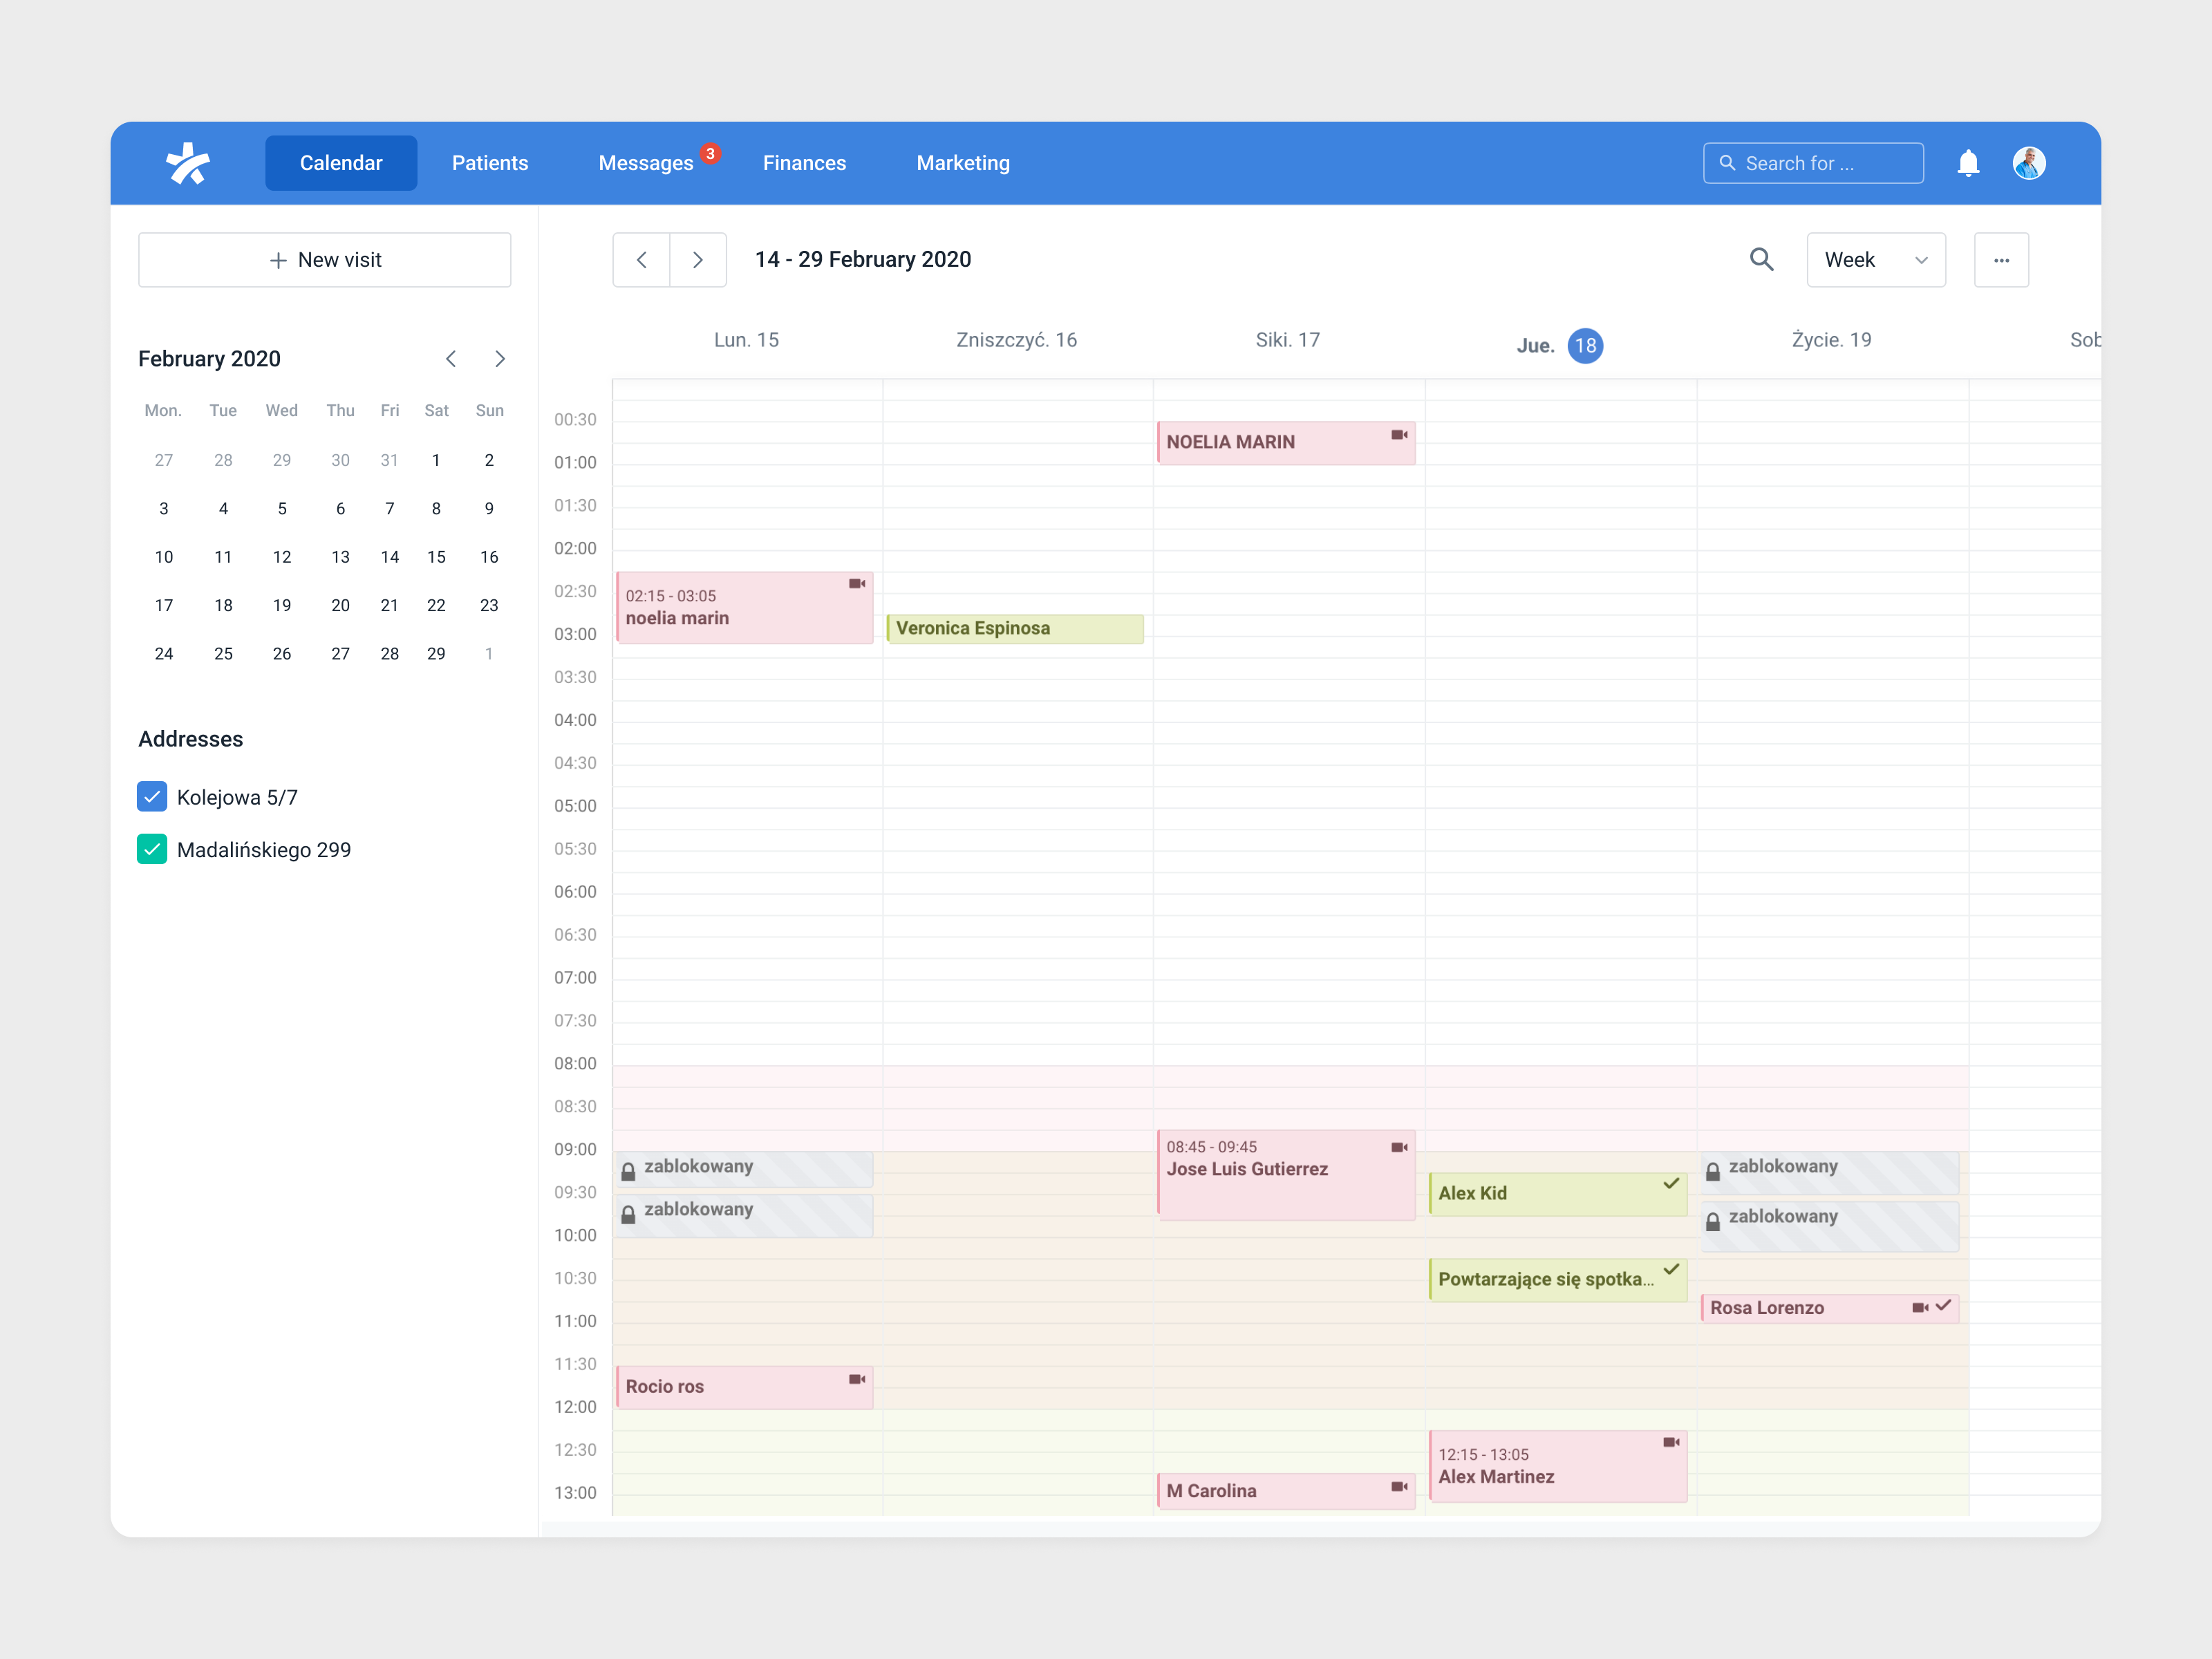 Calendar
Patients
Messages
3
Finances
Marketing
Search for ...
+ New visit
14 - 29 February 2020
Week
February 2020
Mon. Tue Wed Thu Fri Sat Sun
27 28 29 30 31 1 2
3 4 5 6 7 8 9
10 11 12 13 14 15 16
17 18 19 20 21 22 23
24 25 26 27 28 29 1
Addresses
Kolejowa 5/7
Madalińskiego 299
Lun. 15
Zniszczyć. 16
Siki. 17
Jue. 18
Życie. 19
Sob
00:30
NOELIA MARIN
01:00
01:30
02:00
02:30
02:15 - 03:05
noelia marin
Veronica Espinosa
03:00
03:30
04:00
04:30
05:00
05:30
06:00
06:30
07:00
07:30
08:00
08:30
09:00
08:45 - 09:45
Jose Luis Gutierrez
zablokowany
zablokowany
09:30
Alex Kid
zablokowany
zablokowany
10:00
10:30
Powtarzające się spotka...
11:00
Rosa Lorenzo
11:30
Rocio ros
12:00
12:30
12:15 - 13:05
Alex Martinez
13:00
M Carolina